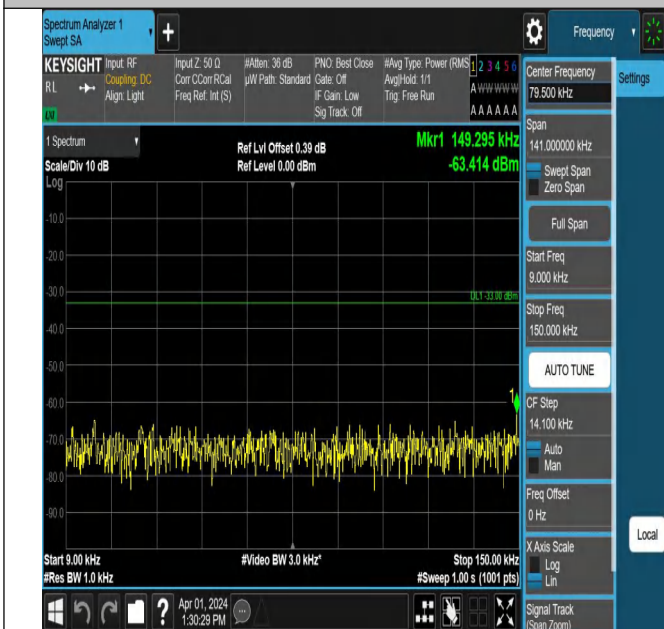 Spectrum Analyzer 1
Swept SA
Frequency
KEYSIGHT
RL
LXI
Input: RF
Coupling: DC
Align: Light
Input Z: 50 Ω
Corr CCorr RCal
Freq Ref: Int (S)
#Atten: 36 dB
µW Path: Standard
PNO: Best Close
Gate: Off
IF Gain: Low
Sig Track: Off
#Avg Type: Power (RMS
Avg|Hold: 1/1
Trig: Free Run
1 2 3 4 5 6
A W W W W W
A A A A A A
1 Spectrum
Scale/Div 10 dB
Log
Ref Lvl Offset 0.39 dB
Ref Level 0.00 dBm
Mkr1 149.295 kHz
-63.414 dBm
-10.0
-20.0
-30.0
DL1 -33.00 dBm
-40.0
-50.0
-60.0
1
-70.0
-80.0
-90.0
Start 9.00 kHz
#Res BW 1.0 kHz
#Video BW 3.0 kHz*
Stop 150.00 kHz
#Sweep 1.00 s (1001 pts)
Apr 01, 2024
1:30:29 PM
Center Frequency
79.500 kHz
Span
141.000000 kHz
Swept Span
Zero Span
Full Span
Start Freq
9.000 kHz
Stop Freq
150.000 kHz
AUTO TUNE
CF Step
14.100 kHz
Auto
Man
Freq Offset
0 Hz
X Axis Scale
Log
Lin
Signal Track
(Span Zoom)
Settings
Local